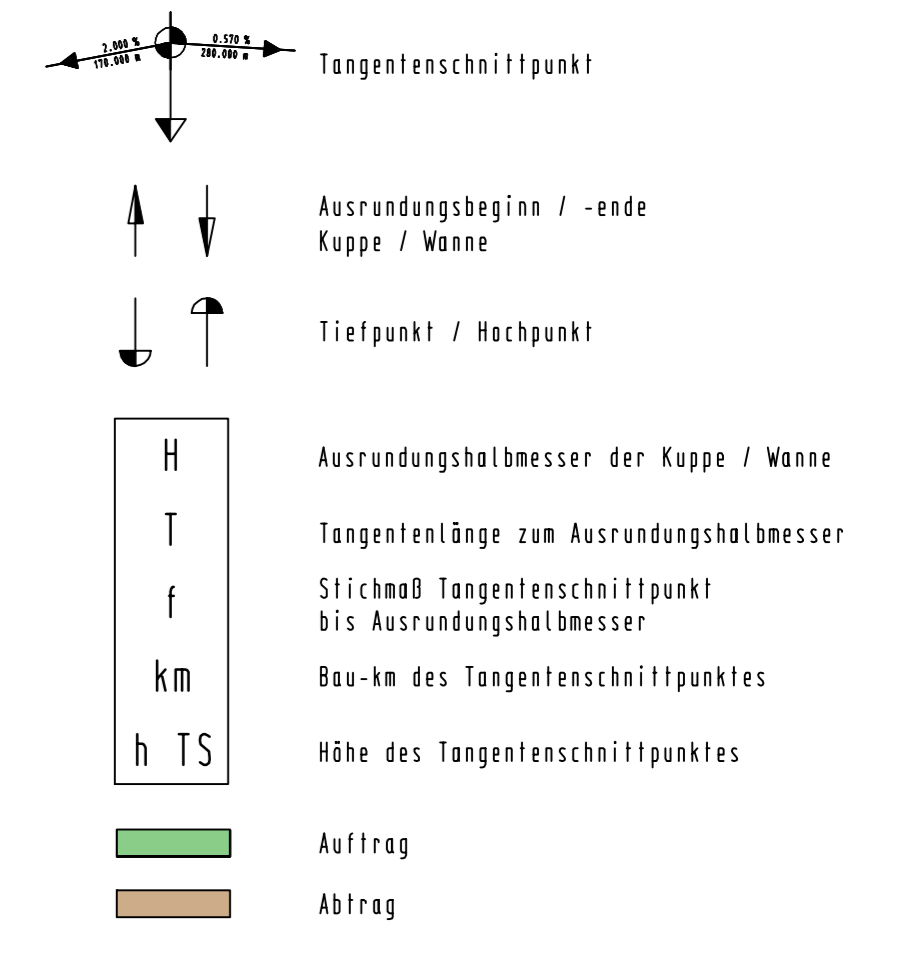 2.000 %
170.000 m
0.570 %
280.080 m
Tangentenschnittpunkt
Ausrundungsbeginn / -ende
Kuppe / Wanne
Tiefpunkt / Hochpunkt
H
Ausrundungshalbmesser der Kuppe / Wanne
T
Tangentenlänge zum Ausrundungshalbmesser
f
Stichmaß Tangentenschnittpunkt
bis Ausrundungshalbmesser
km
Bau-km des Tangentenschnittpunktes
h TS
Höhe des Tangentenschnittpunktes
Auftrag
Abtrag